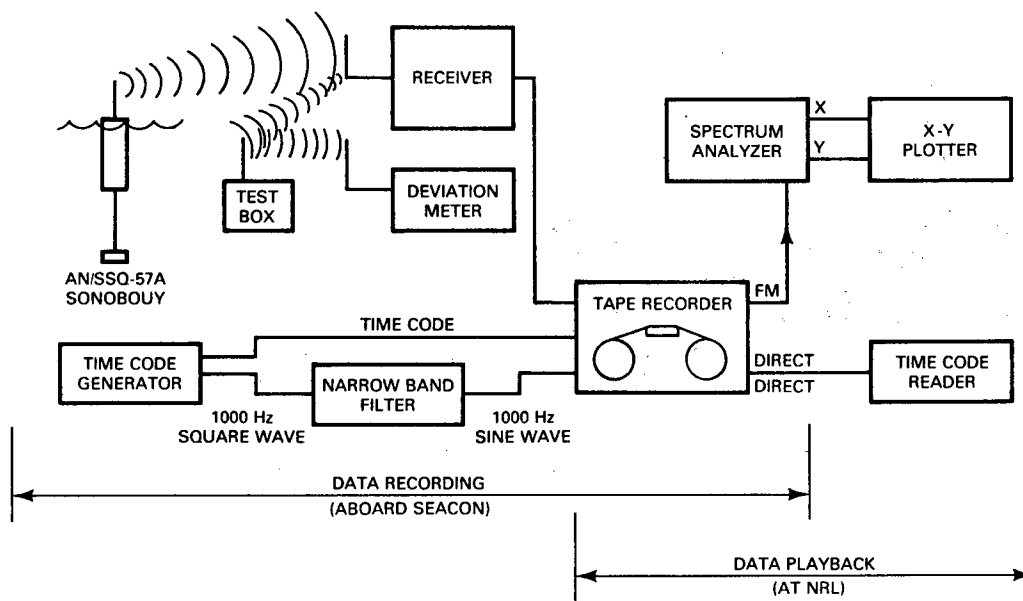 RECEIVER
X
Y
SPECTRUM
ANALYZER
X-Y
PLOTTER
TEST
BOX
DEVIATION
METER
AN/SSQ-57A
SONOBOUY
TAPE RECORDER
FM
TIME CODE
TIME CODE
GENERATOR
NARROW BAND
FILTER
DIRECT
DIRECT
TIME CODE
READER
1000 Hz
SQUARE WAVE
1000 Hz
SINE WAVE
DATA RECORDING
(ABOARD SEACON)
DATA PLAYBACK
(AT NRL)